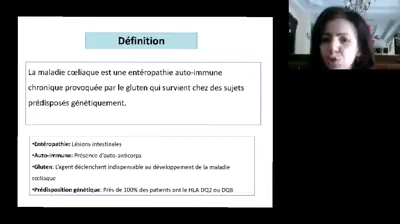 Définition
La maladie cœliaque est une entéropathie auto-immune
chronique provoquée par le gluten qui survient chez des sujets
prédisposés génétiquement.
•Entéropathie: Lésions intestinales
•Auto-immune: Présence d'auto anticorps
•Gluten: L'agent déclenchant indispensable au développement de la maladie
cœliaque
•Prédisposition génétique: Près de 100% des patients ont le HLA DQ2 ou DQ8